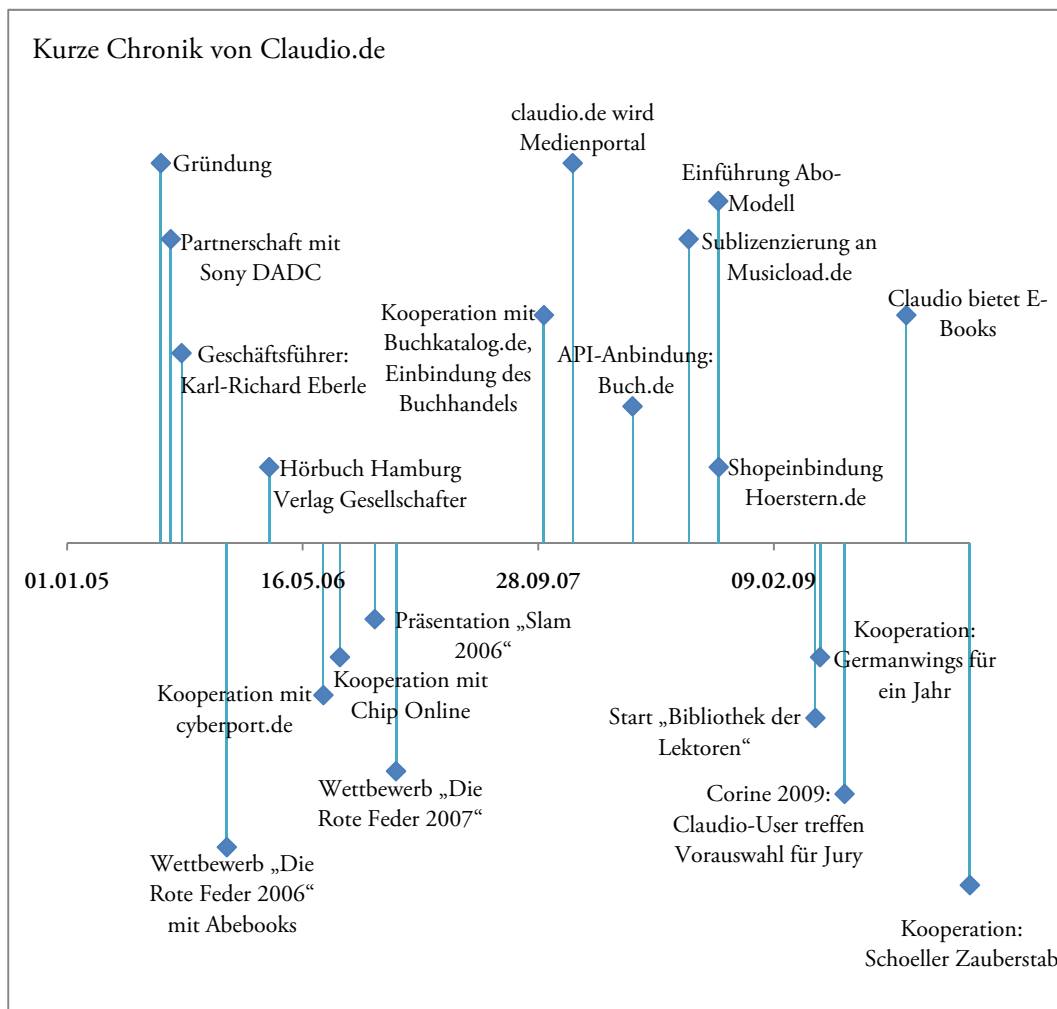 Kurze Chronik von Claudio.de
claudio.de wird
Medienportal
Gründung
Einführung Abo-
Modell
Partnerschaft mit
Sony DADC
Sublizenzierung an
Musicload.de
Kooperation mit
Buchkatalog.de,
Einbindung des
Buchhandels
Claudio bietet E-
Books
Geschäftsführer:
Karl-Richard Eberle
API-Anbindung:
Buch.de
Hörbuch Hamburg
Verlag Gesellschafter
Shopeinbindung
Hoerstern.de
01.01.05
16.05.06
28.09.07
09.02.09
Präsentation „Slam
2006“
Kooperation:
Germanwings für
ein Jahr
Kooperation mit
Chip Online
Kooperation mit
cyberport.de
Start „Bibliothek der
Lektoren“
Wettbewerb „Die
Rote Feder 2007“
Corine 2009:
Claudio-User treffen
Vorauswahl für Jury
Wettbewerb „Die
Rote Feder 2006“
mit Abebooks
Kooperation:
Schoeller Zauberstab